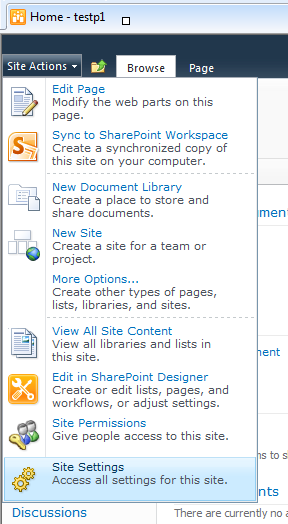 Home - testp1
Site Actions
Browse
Page
Edit Page
Modify the web parts on this
page.
Sync to SharePoint Workspace
Create a synchronized copy of
this site on your computer.
New Document Library
Create a place to store and
share documents.
ument
New Site
Create a site for a team or
project.
More Options...
Create other types of pages,
lists, libraries, and sites.
View All Site Content
View all libraries and lists in
this site.
ment
Edit in SharePoint Designer
Create or edit lists, pages, and
workflows, or adjust settings.
Site Permissions
Give people access to this site.
ms to s
Site Settings
Access all settings for this site.
ents
Discussions
There are currently no a